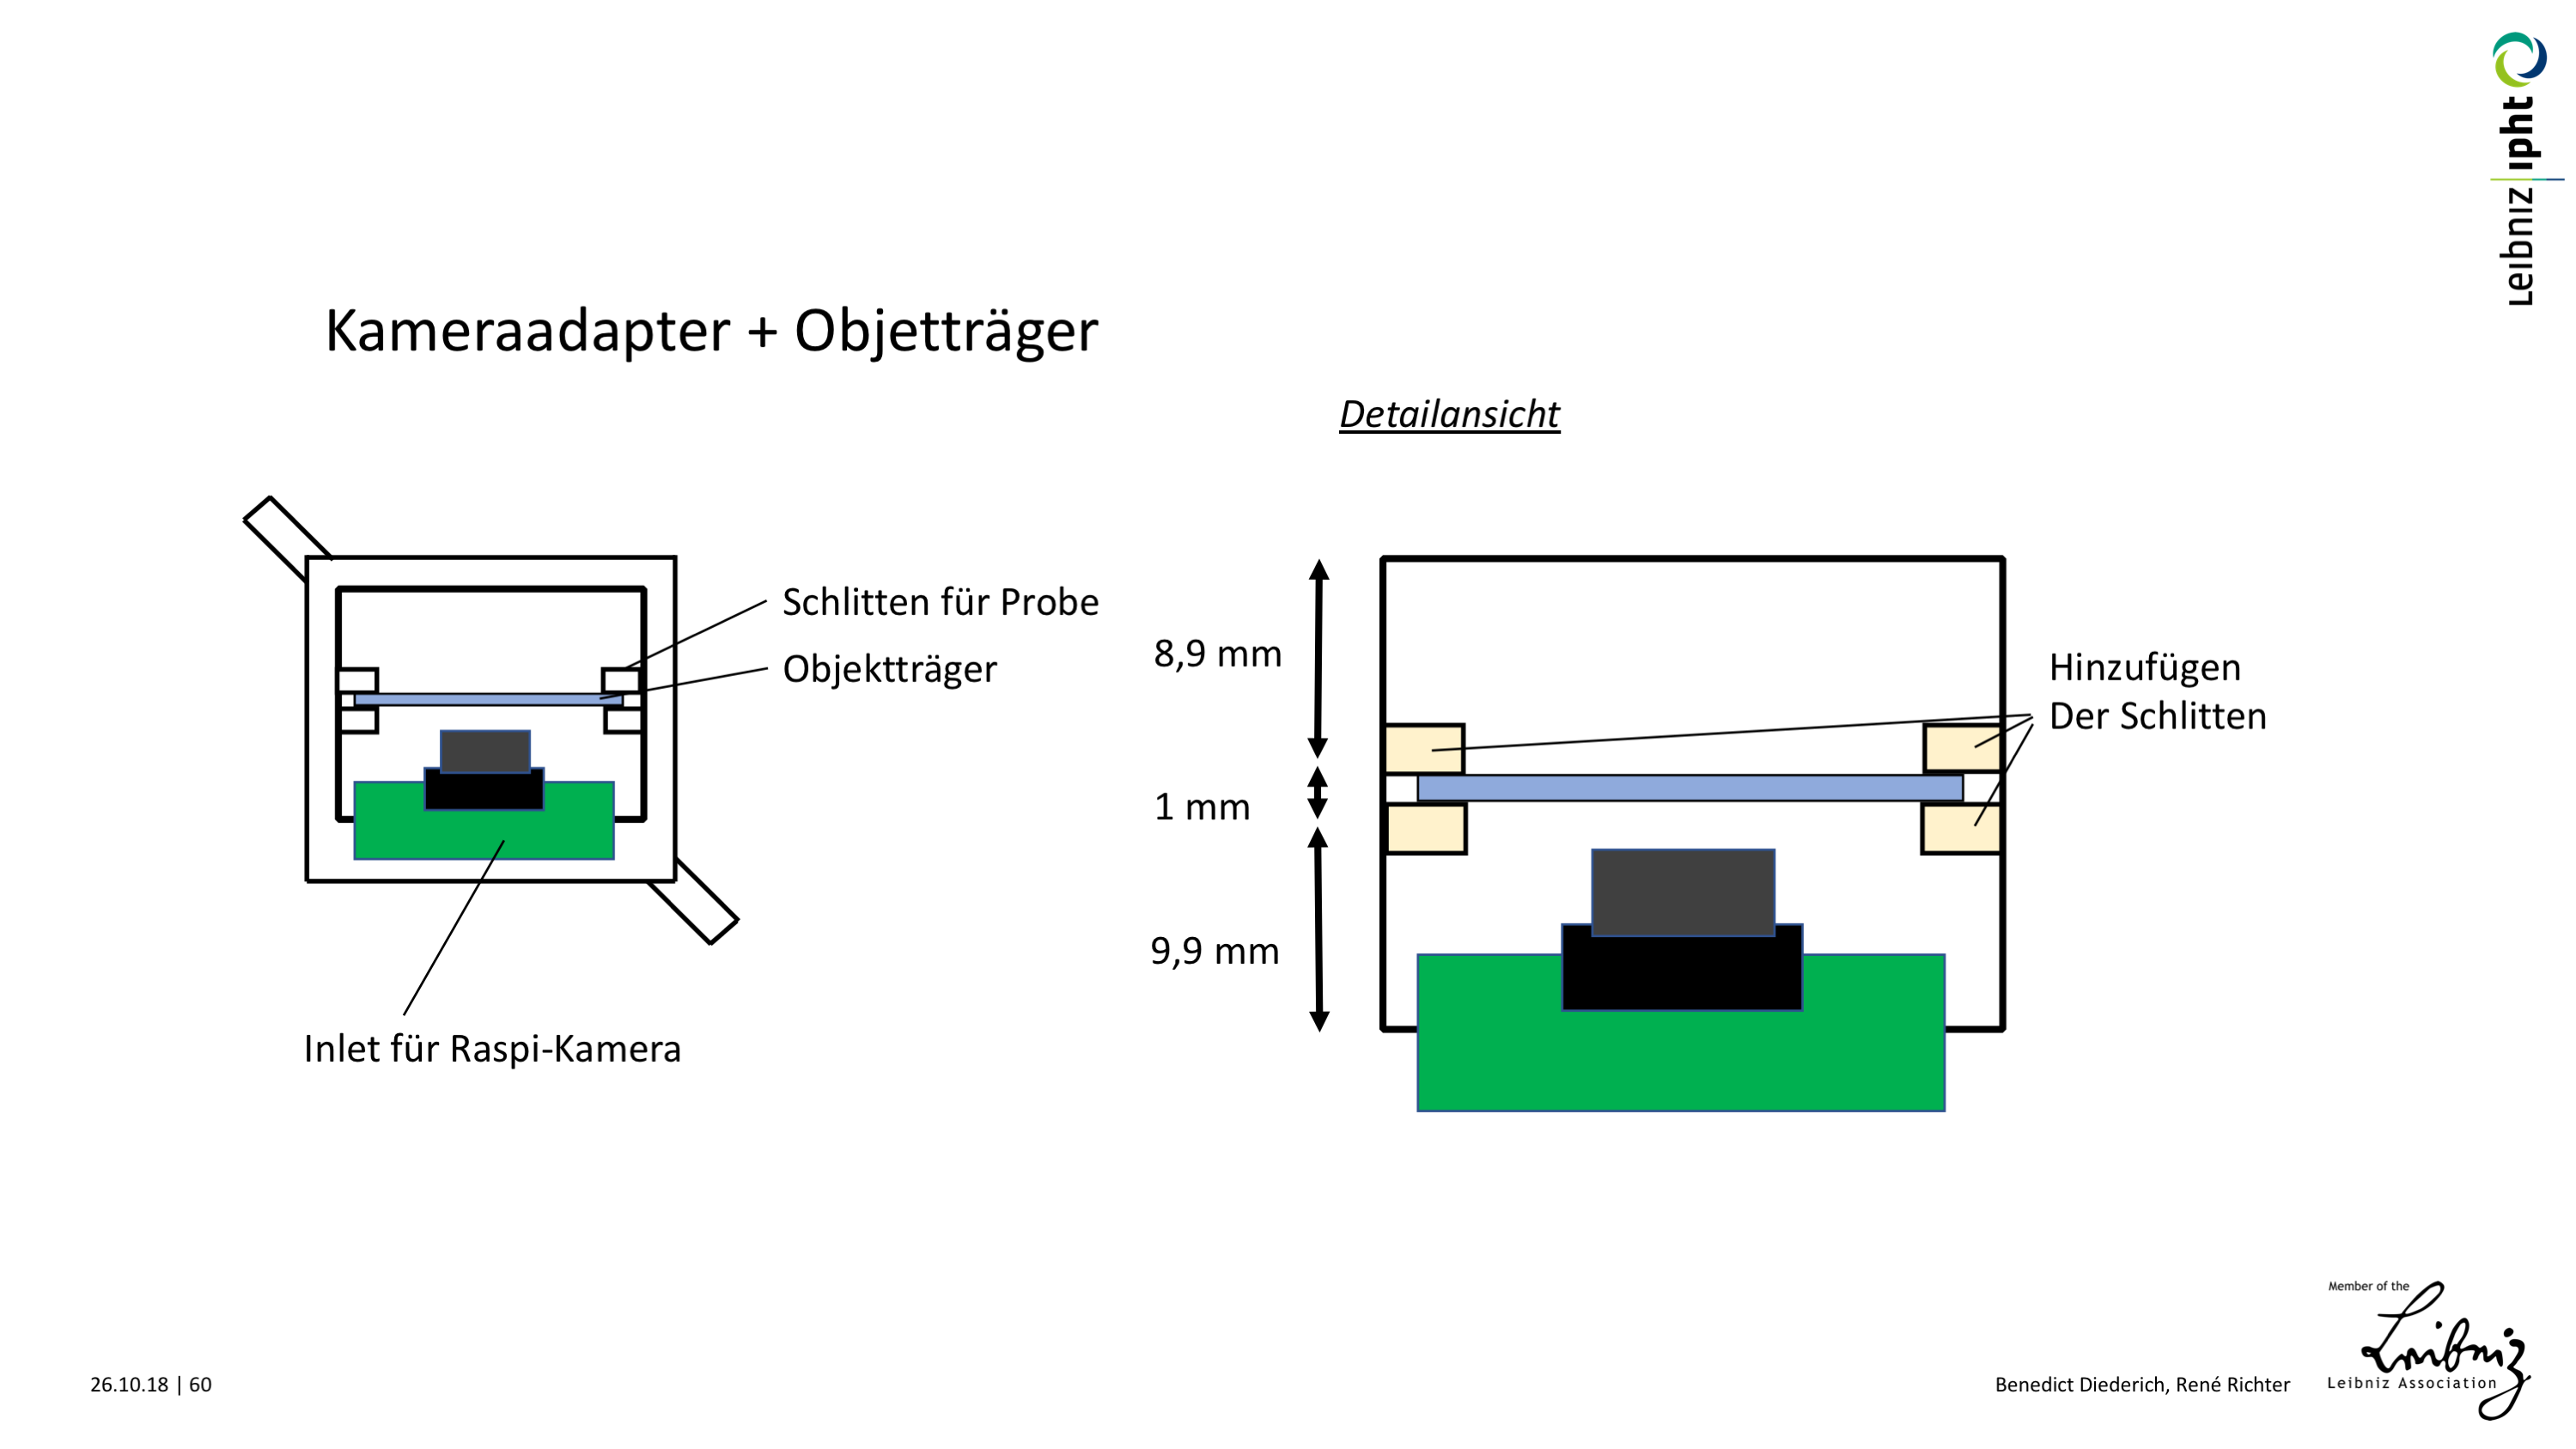 Leibniz ipht
Kameraadapter + Objetträger
Detailansicht
Schlitten für Probe
Objektträger
Inlet für Raspi-Kamera
8,9 mm
1 mm
9,9 mm
Hinzufügen
Der Schlitten
26.10.18 | 60
Benedict Diederich, René Richter
Member of the
Leibniz
Leibniz Association